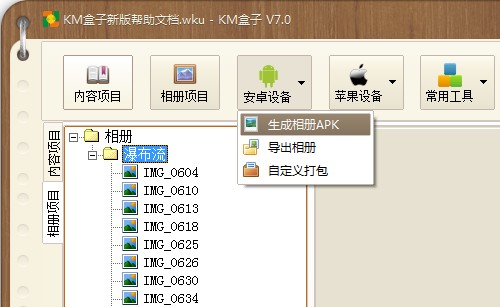 KM盒子新版帮助文档.wku - KM盒子 V7.0
内容项目 相册项目 安卓设备 苹果设备 常用工具
生成相册APK
导出相册
自定义打包
内容项目
相册项目
相册
瀑布流
IMG_0604
IMG_0610
IMG_0613
IMG_0618
IMG_0625
IMG_0626
IMG_0630
IMG_0634